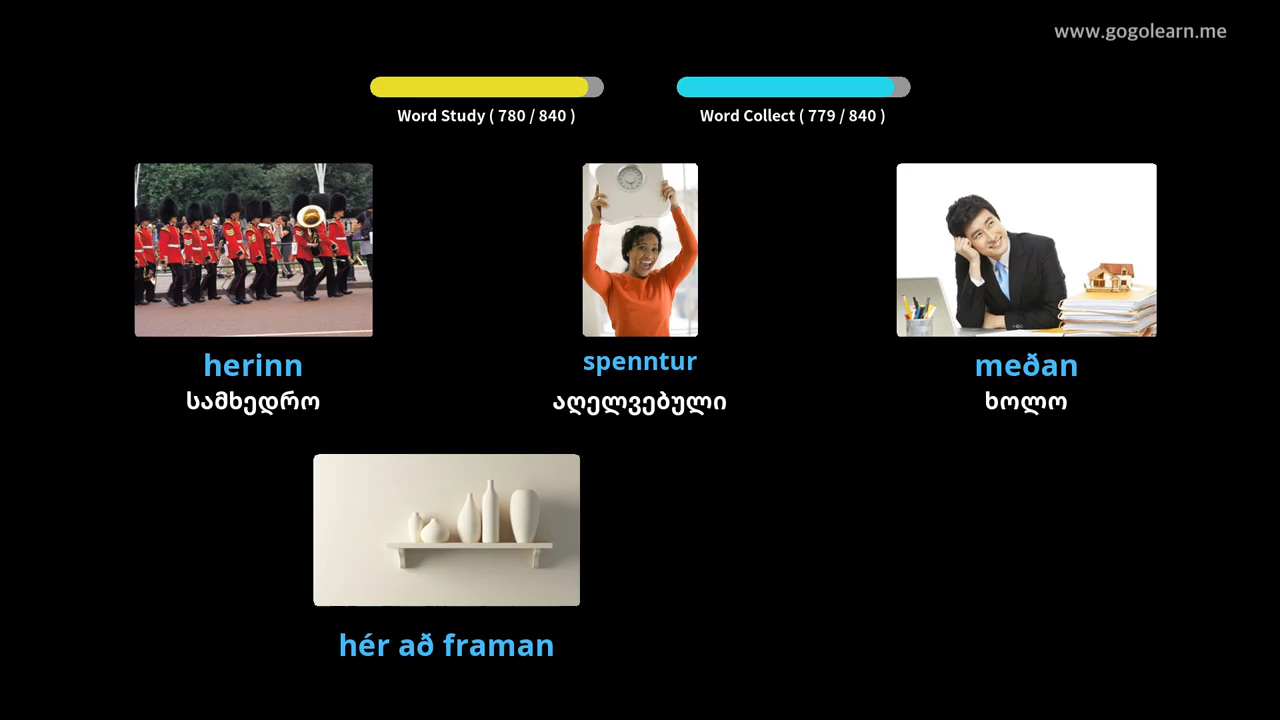 www.gogolearn.me
Word Study ( 780 / 840 )
Word Collect ( 779 / 840 )
herinn
სამხედრო
spenntur
აღელვებული
meðan
ხოლო
hér að framan